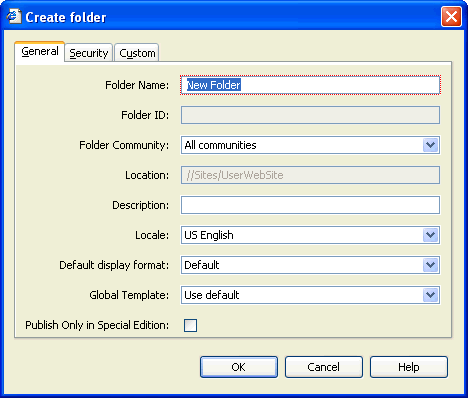 Create folder
General Security Custom
Folder Name: New Folder
Folder ID:
Folder Community: All communities
Location: //Sites/UserWebSite
Description:
Locale: US English
Default display format: Default
Global Template: Use default
Publish Only in Special Edition:
OK Cancel Help